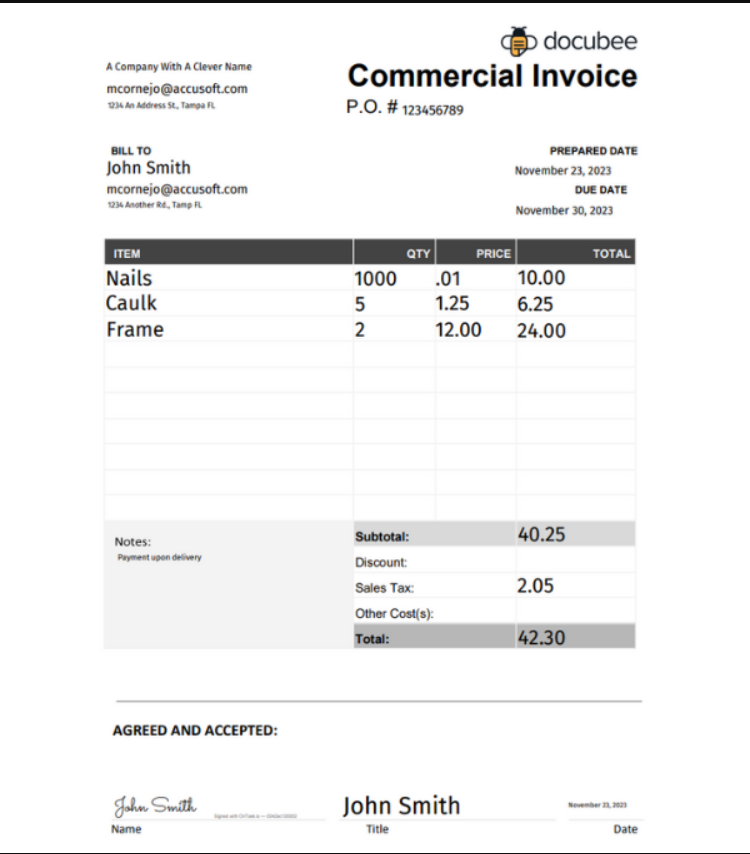 docubee
A Company With A Clever Name
Commercial Invoice
mcornejo@accusoft.com
1234 An Address St., Tampa FL
P.O. # 123456789
BILL TO
PREPARED DATE
John Smith
November 23, 2023
mcornejo@accusoft.com
DUE DATE
1234 Another Rd., Tamp FL
November 30, 2023
ITEM QTY PRICE TOTAL
Nails 1000 .01 10.00
Caulk 5 1.25 6.25
Frame 2 12.00 24.00
Notes:
Payment upon delivery
Subtotal: 40.25
Discount:
Sales Tax: 2.05
Other Cost(s):
Total: 42.30
AGREED AND ACCEPTED:
John Smith
John Smith
November 23, 2023
Name Title Date